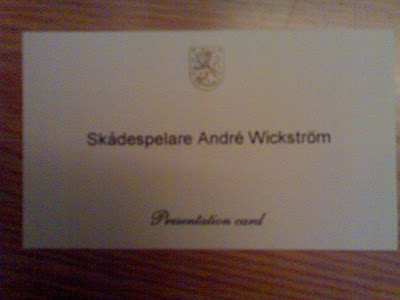 Skådespelare André Wickström
Presentation card